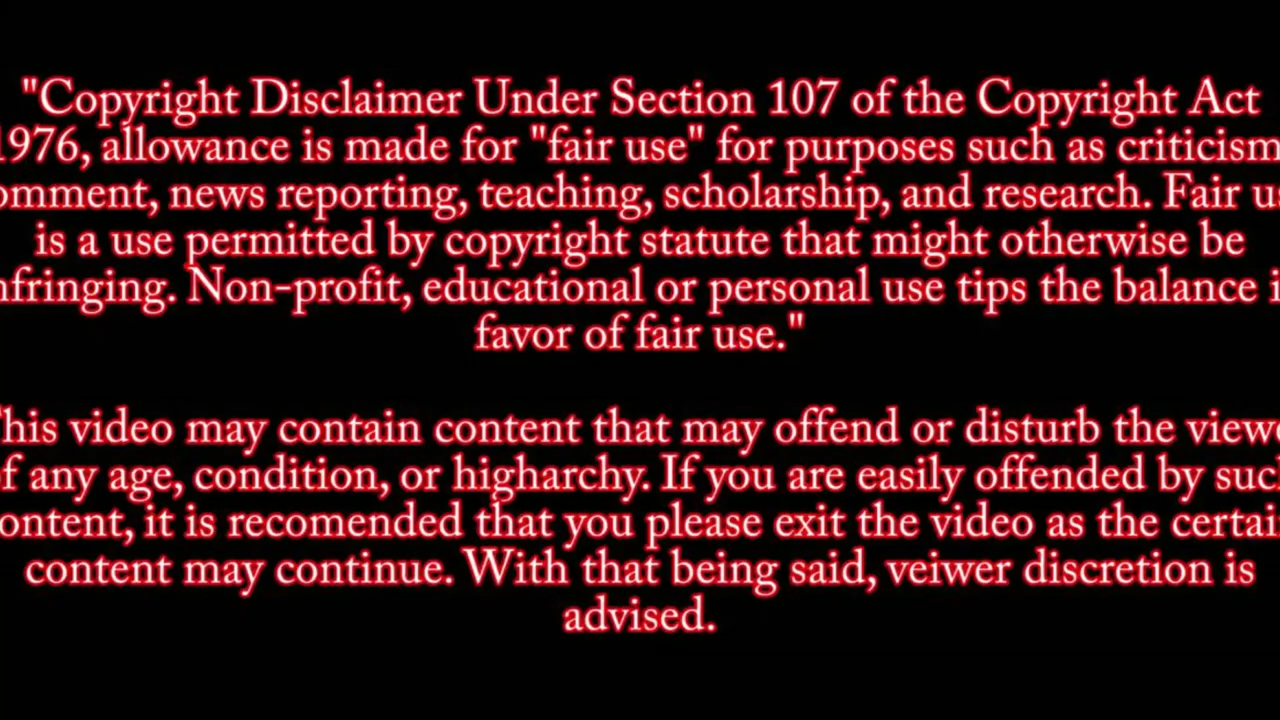 "Copyright Disclaimer Under Section 107 of the Copyright Act
1976, allowance is made for "fair use" for purposes such as criticism
omment, news reporting, teaching, scholarship, and research. Fair u
is a use permitted by copyright statute that might otherwise be
nfringing. Non-profit, educational or personal use tips the balance i
favor of fair use."
This video may contain content that may offend or disturb the viewe
of any age, condition, or higharchy. If you are easily offended by suc
ontent, it is recomended that you please exit the video as the certai
content may continue. With that being said, veiwer discretion is
advised.